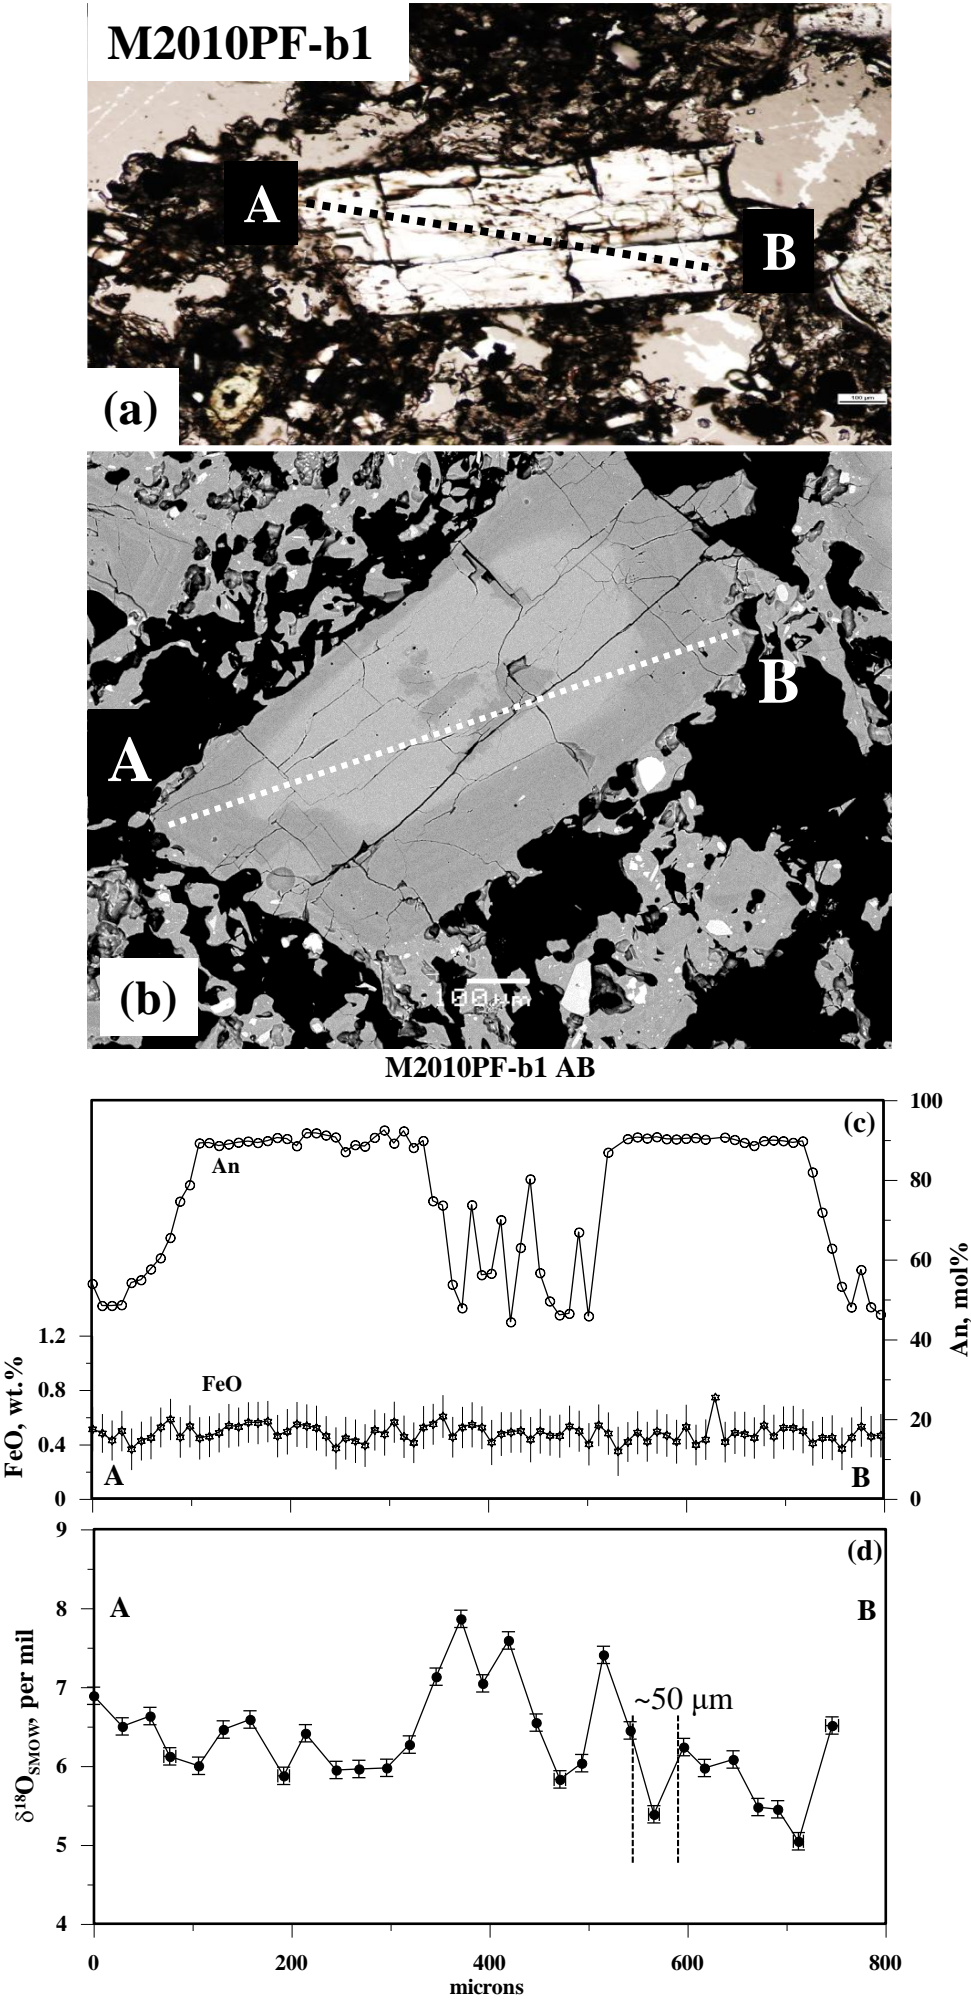 M2010PF-b1
A
B
(a)
100 µm
A
B
(b)
100µm
M2010PF-b1 AB
(c)
An
FeO
A
B
FeO, wt.%
1.2
0.8
0.4
0
An, mol%
100
80
60
40
20
0
(d)
A
B
~50 µm
δ¹⁸O_SMOW, per mil
9
8
7
6
5
4
0
200
400
600
800
microns